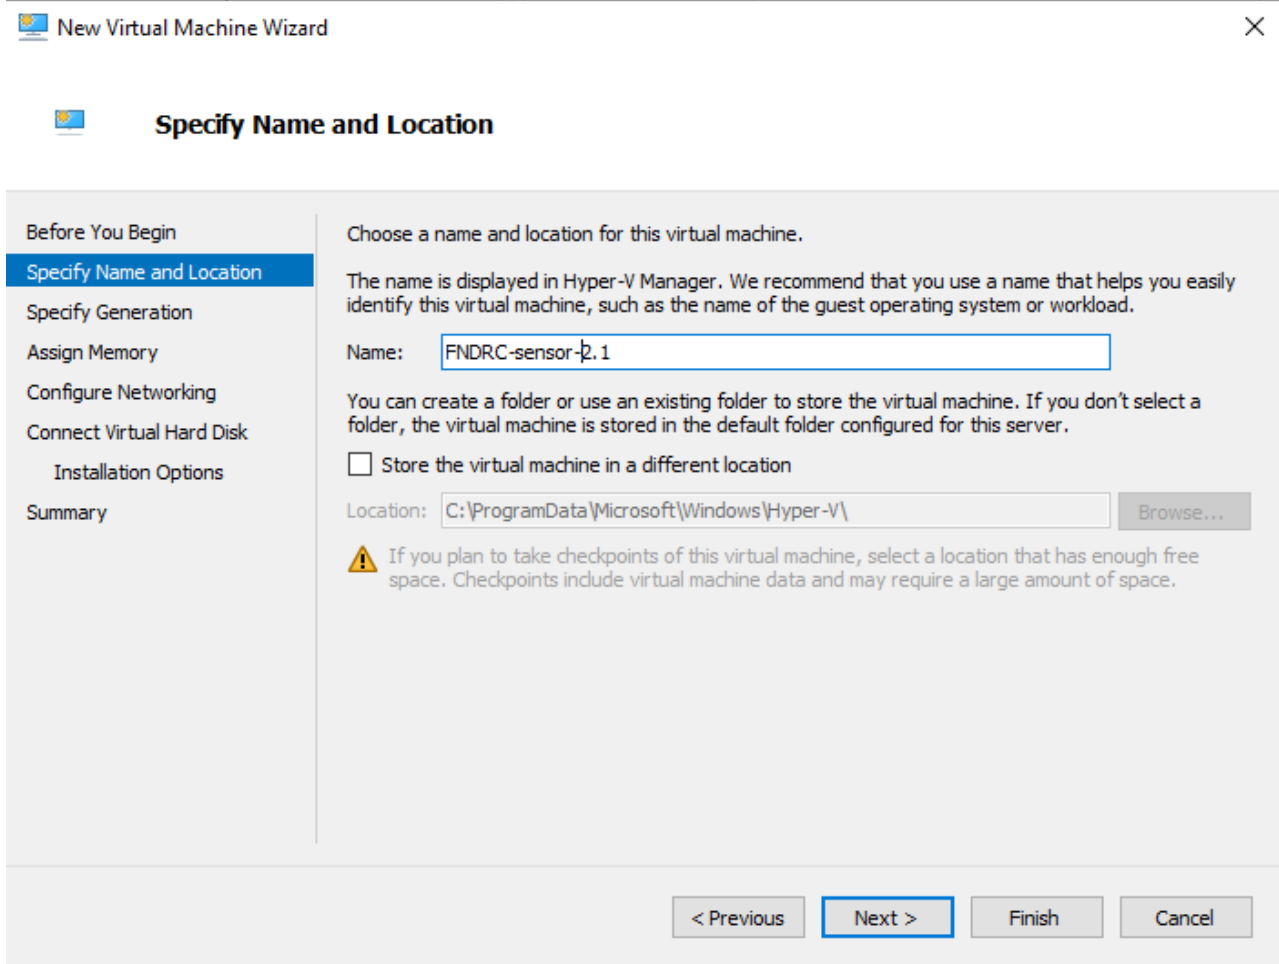 New Virtual Machine Wizard
Specify Name and Location
Before You Begin
Specify Name and Location
Specify Generation
Assign Memory
Configure Networking
Connect Virtual Hard Disk
Installation Options
Summary
Choose a name and location for this virtual machine.
The name is displayed in Hyper-V Manager. We recommend that you use a name that helps you easily
identify this virtual machine, such as the name of the guest operating system or workload.
Name: FNDRC-sensor-2.1
You can create a folder or use an existing folder to store the virtual machine. If you don't select a
folder, the virtual machine is stored in the default folder configured for this server.
Store the virtual machine in a different location
Location: C:\ProgramData\Microsoft\Windows\Hyper-V\ Browse...
If you plan to take checkpoints of this virtual machine, select a location that has enough free
space. Checkpoints include virtual machine data and may require a large amount of space.
< Previous Next > Finish Cancel